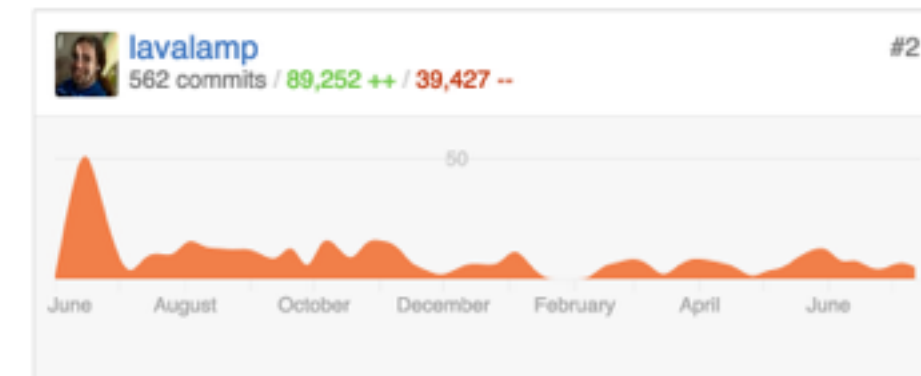 lavalamp #2
562 commits / 89,252 ++ / 39,427 --
50
June August October December February April June